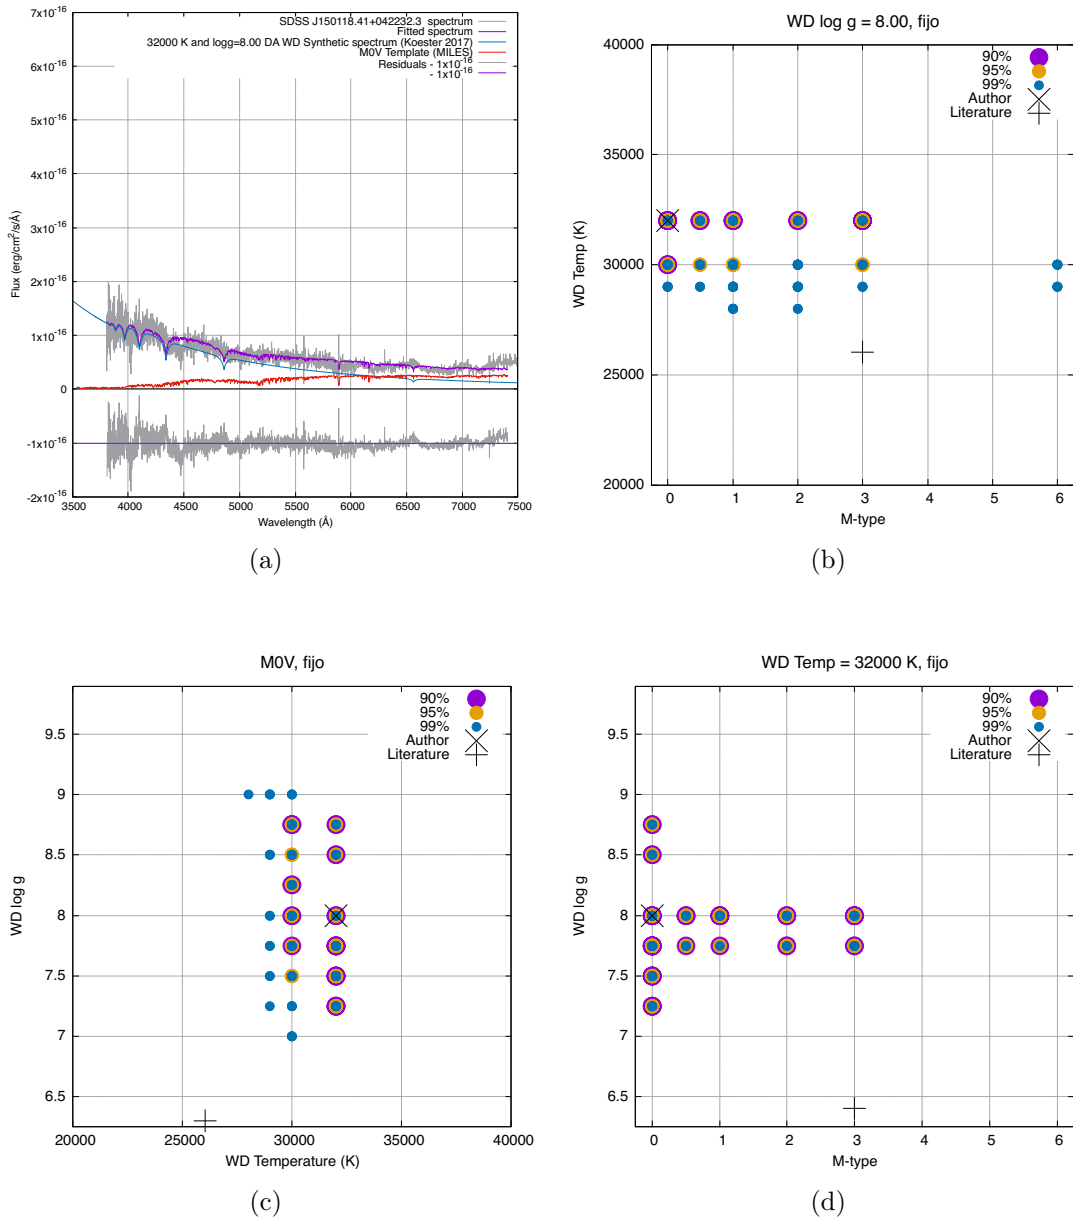 7x10-16
6x10-16
5x10-16
4x10-16
3x10-16
2x10-16
1x10-16
0
-1x10-16
-2x10-16
3500 4000 4500 5000 5500 6000 6500 7000 7500
Flux (erg/cm2/s/Å)
Wavelength (Å)
SDSS J150118.41+042232.3 spectrum
Fitted spectrum
32000 K and logg=8.00 DA WD Synthetic spectrum (Koester 2017)
M0V Template (MILES)
Residuals - 1x10-16
- 1x10-16
(a)
WD log g = 8.00, fijo
40000
35000
30000
25000
20000
0 1 2 3 4 5 6
WD Temp (K)
M-type
90%
95%
99%
Author
Literature
(b)
M0V, fijo
9.5
9
8.5
8
7.5
7
6.5
20000 25000 30000 35000 40000
WD log g
WD Temperature (K)
90%
95%
99%
Author
Literature
(c)
WD Temp = 32000 K, fijo
9.5
9
8.5
8
7.5
7
6.5
0 1 2 3 4 5 6
WD log g
M-type
90%
95%
99%
Author
Literature
(d)